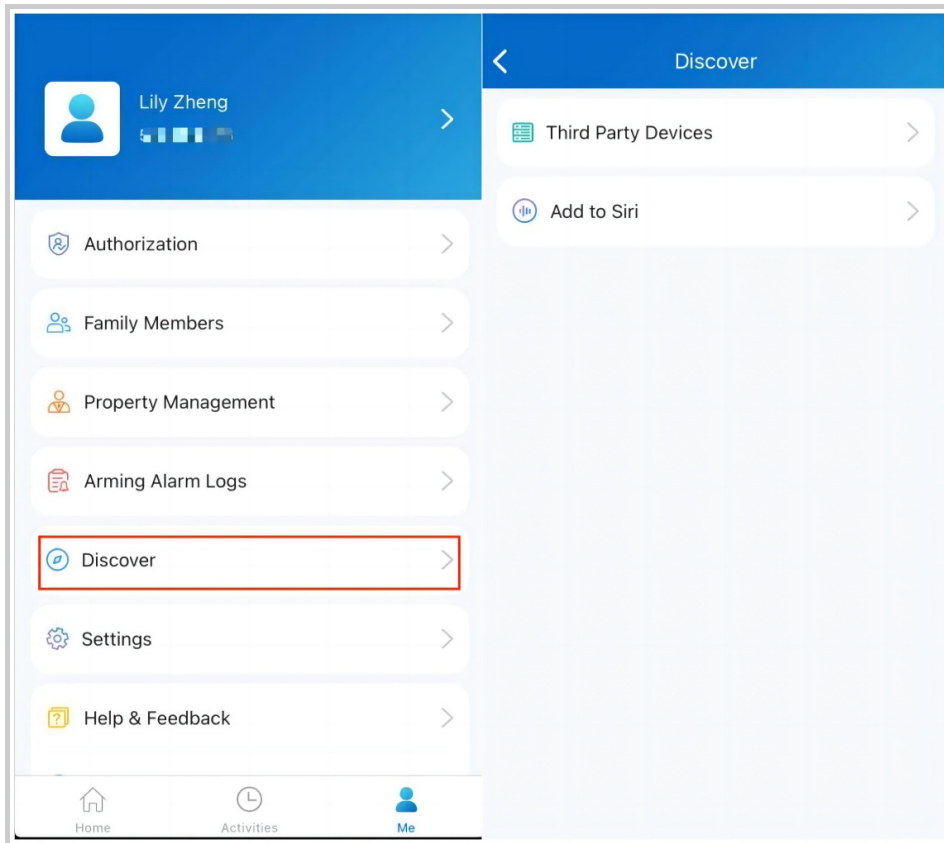 Lily Zheng
Authorization
Family Members
Property Management
Arming Alarm Logs
Discover
Settings
Help & Feedback
Home
Activities
Me
Discover
Third Party Devices
Add to Siri